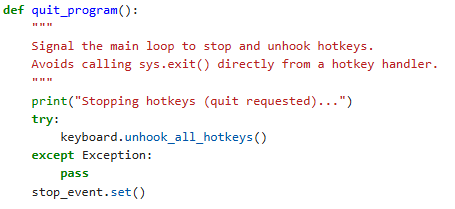 def quit_program():
    """
    Signal the main loop to stop and unhook hotkeys.
    Avoids calling sys.exit() directly from a hotkey handler.
    """
    print("Stopping hotkeys (quit requested)...")
    try:
        keyboard.unhook_all_hotkeys()
    except Exception:
        pass
    stop_event.set()